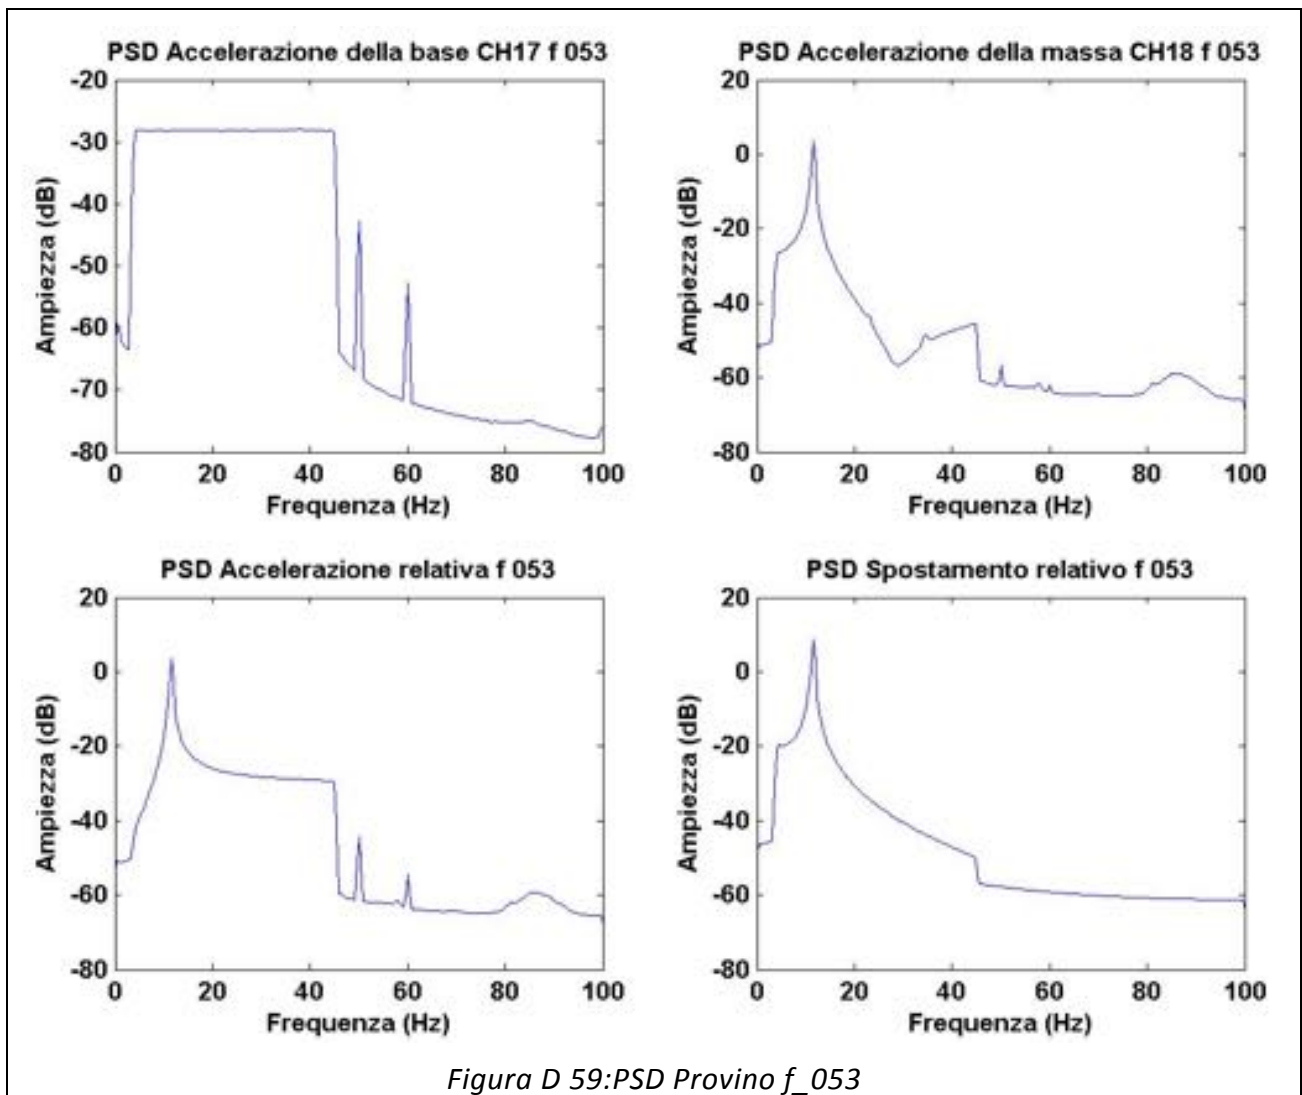 PSD Accelerazione della base CH17 f 053
-20
-30
-40
-50
-60
-70
-80
Ampiezza (dB)
0 20 40 60 80 100
Frequenza (Hz)
PSD Accelerazione della massa CH18 f 053
20
0
-20
-40
-60
-80
Ampiezza (dB)
0 20 40 60 80 100
Frequenza (Hz)
PSD Accelerazione relativa f 053
20
0
-20
-40
-60
-80
Ampiezza (dB)
0 20 40 60 80 100
Frequenza (Hz)
PSD Spostamento relativo f 053
20
0
-20
-40
-60
-80
Ampiezza (dB)
0 20 40 60 80 100
Frequenza (Hz)
Figura D 59:PSD Provino f_053